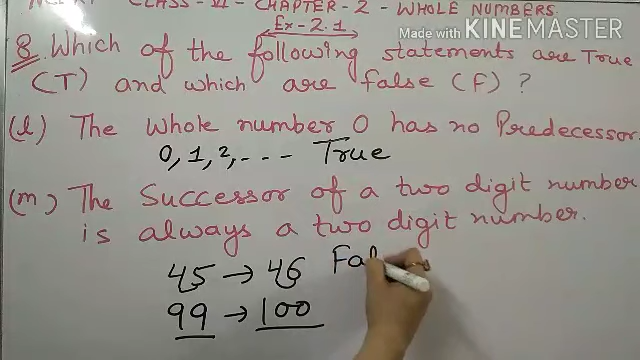 CLASS-VI - CHAPTER-2 - WHOLE NUMBERS.
Ex-2.1
Made with KINEMASTER
8. Which of the following statements are True
(T) and which are false (F) ?
(l) The Whole number 0 has no Predecessor.
0, 1, 2, --- True
(m) The Successor of a two digit number
is always a two digit number.
45 → 46 Fal
99 → 100